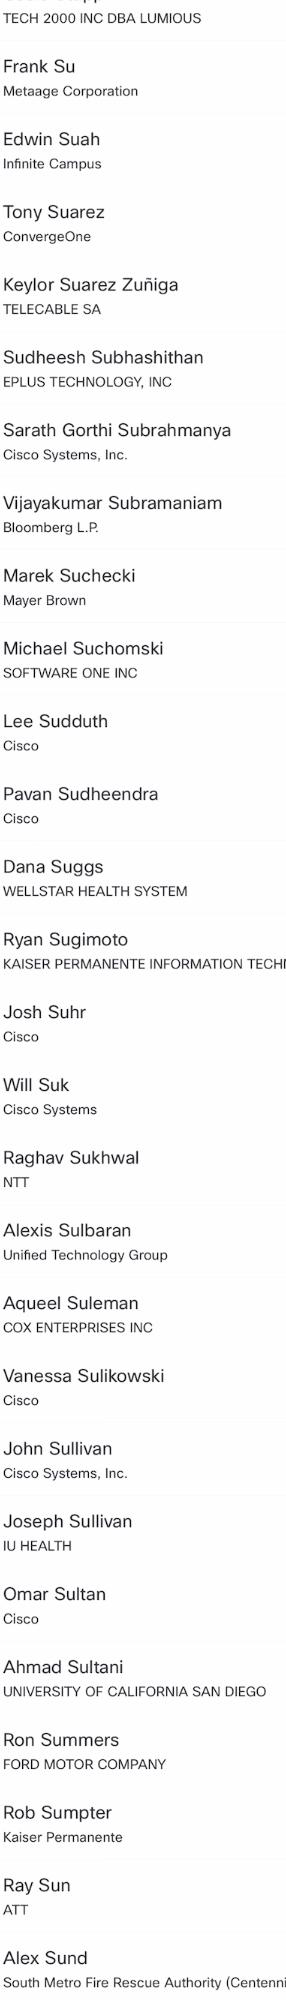 TECH 2000 INC DBA LUMIOUS
Frank Su
Metaage Corporation
Edwin Suah
Infinite Campus
Tony Suarez
ConvergeOne
Keylor Suarez Zuñiga
TELECABLE SA
Sudheesh Subhashithan
EPLUS TECHNOLOGY, INC
Sarath Gorthi Subrahmanya
Cisco Systems, Inc.
Vijayakumar Subramaniam
Bloomberg L.P.
Marek Suchecki
Mayer Brown
Michael Suchomski
SOFTWARE ONE INC
Lee Sudduth
Cisco
Pavan Sudheendra
Cisco
Dana Suggs
WELLSTAR HEALTH SYSTEM
Ryan Sugimoto
KAISER PERMANENTE INFORMATION TECH
Josh Suhr
Cisco
Will Suk
Cisco Systems
Raghav Sukhwal
NTT
Alexis Sulbaran
Unified Technology Group
Aqueel Suleman
COX ENTERPRISES INC
Vanessa Sulikowski
Cisco
John Sullivan
Cisco Systems, Inc.
Joseph Sullivan
IU HEALTH
Omar Sultan
Cisco
Ahmad Sultani
UNIVERSITY OF CALIFORNIA SAN DIEGO
Ron Summers
FORD MOTOR COMPANY
Rob Sumpter
Kaiser Permanente
Ray Sun
ATT
Alex Sund
South Metro Fire Rescue Authority (Centenni